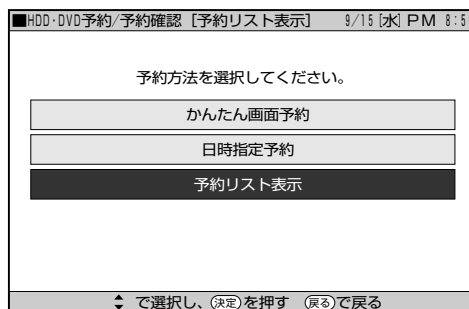 ■HDD･DVD予約/予約確認［予約リスト表示］ 9/15[水] PM 8:5
予約方法を選択してください。
かんたん画面予約
日時指定予約
予約リスト表示
で選択し、決定を押す 戻るで戻る